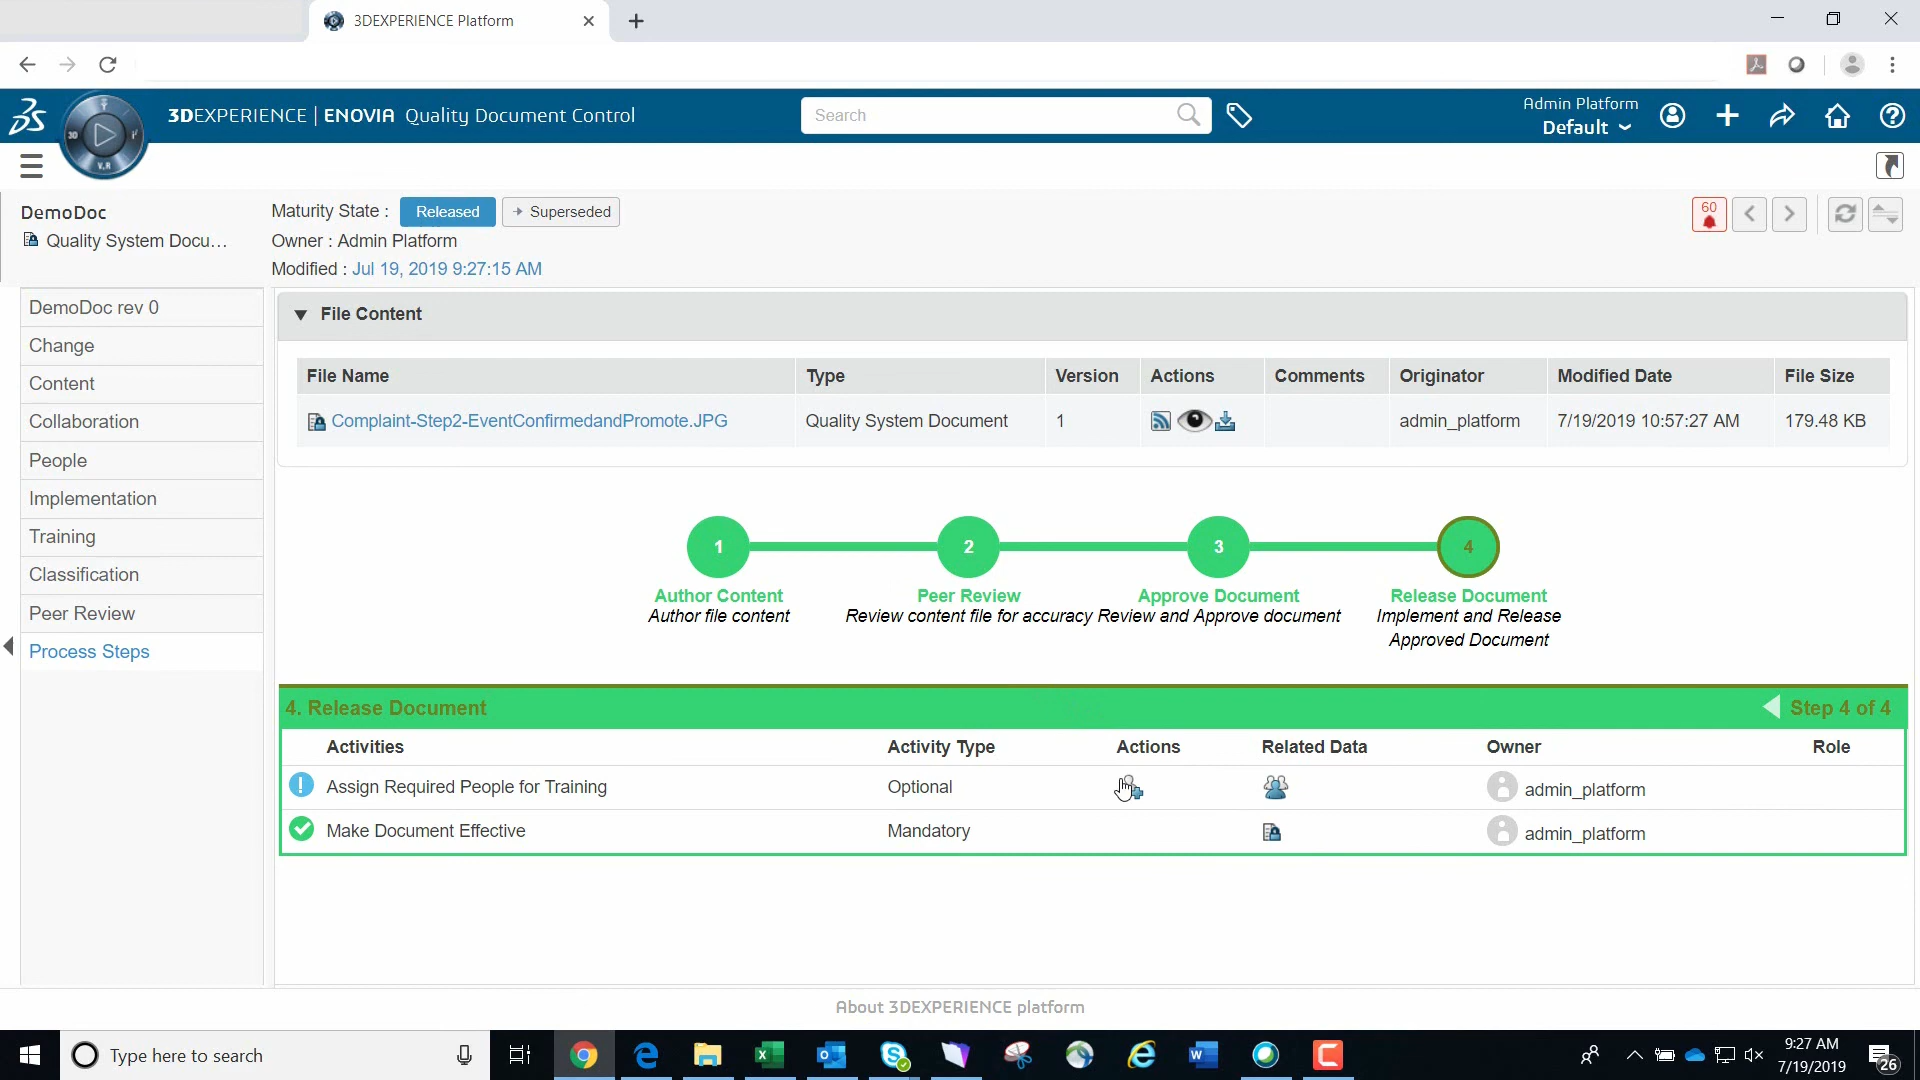 3DEXPERIENCE Platform
3DEXPERIENCE | ENOVIA Quality Document Control
Search
Admin Platform
Default
3D
V.R
DemoDoc
Quality System Docu...
Maturity State :
Released
Superseded
Owner : Admin Platform
Modified : Jul 19, 2019 9:27:15 AM
60
DemoDoc rev 0
Change
Content
Collaboration
People
Implementation
Training
Classification
Peer Review
Process Steps
File Content
File Name Type Version Actions Comments Originator Modified Date File Size
Complaint-Step2-EventConfirmedandPromote.JPG Quality System Document 1 admin_platform 7/19/2019 10:57:27 AM 179.48 KB
1 2 3 4
Author Content
Author file content
Peer Review
Review content file for accuracy
Approve Document
Review and Approve document
Release Document
Implement and Release
Approved Document
4. Release Document
Step 4 of 4
Activities Activity Type Actions Related Data Owner Role
Assign Required People for Training Optional admin_platform
Make Document Effective Mandatory admin_platform
About 3DEXPERIENCE platform
Type here to search
9:27 AM
7/19/2019
26